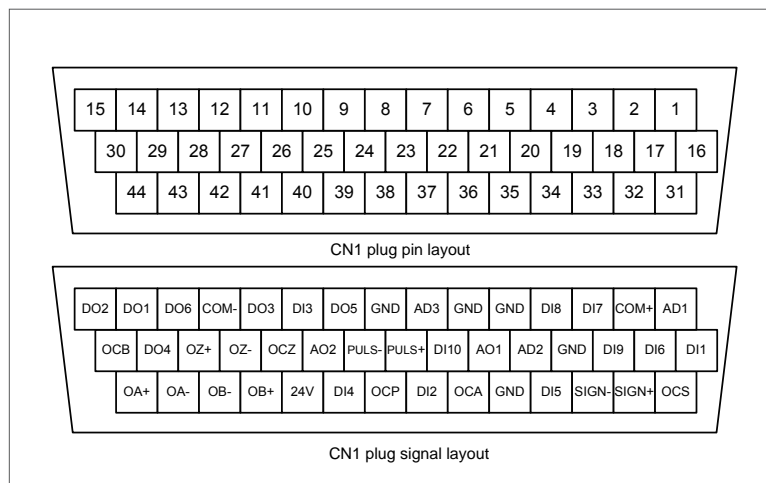 15 14 13 12 11 10 9 8 7 6 5 4 3 2 1
30 29 28 27 26 25 24 23 22 21 20 19 18 17 16
44 43 42 41 40 39 38 37 36 35 34 33 32 31
CN1 plug pin layout
DO2 DO1 DO6 COM- DO3 DI3 DO5 GND AD3 GND GND DI8 DI7 COM+ AD1
OCB DO4 OZ+ OZ- OCZ AO2 PULS- PULS+ DI10 AO1 AD2 GND DI9 DI6 DI1
OA+ OA- OB- OB+ 24V DI4 OCP DI2 OCA GND DI5 SIGN- SIGN+ OCS
CN1 plug signal layout